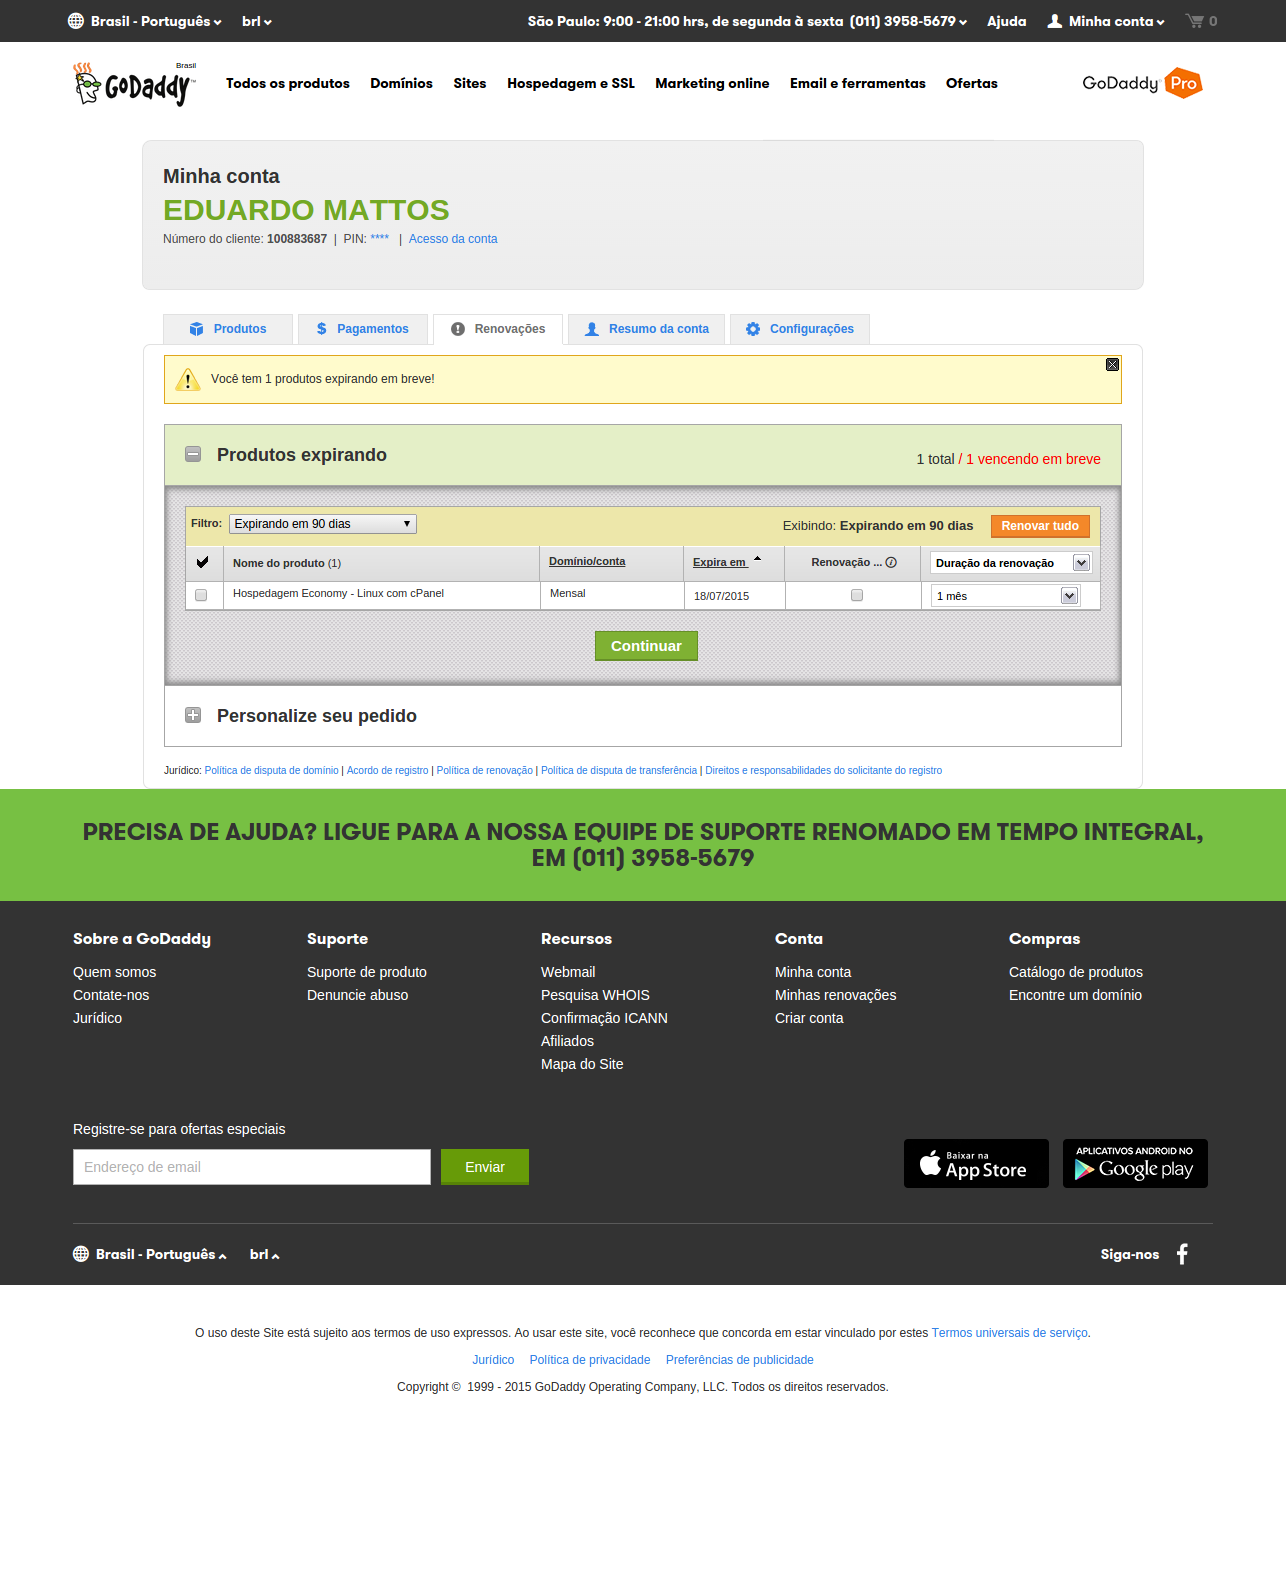 Brasil - Português brl São Paulo: 9:00 - 21:00 hrs, de segunda à sexta (011) 3958-5679 Ajuda Minha conta 0
Brasil
GoDaddy™ Todos os produtos Domínios Sites Hospedagem e SSL Marketing online Email e ferramentas Ofertas GoDaddy Pro
Minha conta
EDUARDO MATTOS
Número do cliente: 100883687 | PIN: **** | Acesso da conta
Produtos Pagamentos Renovações Resumo da conta Configurações
Você tem 1 produtos expirando em breve!
Produtos expirando
1 total / 1 vencendo em breve
Filtro: Expirando em 90 dias Exibindo: Expirando em 90 dias Renovar tudo
Nome do produto (1) Domínio/conta Expira em Renovação ... Duração da renovação
Hospedagem Economy - Linux com cPanel Mensal 18/07/2015 1 mês
Continuar
Personalize seu pedido
Jurídico: Política de disputa de domínio | Acordo de registro | Política de renovação | Política de disputa de transferência | Direitos e responsabilidades do solicitante do registro
PRECISA DE AJUDA? LIGUE PARA A NOSSA EQUIPE DE SUPORTE RENOMADO EM TEMPO INTEGRAL,
EM (011) 3958-5679
Sobre a GoDaddy Suporte Recursos Conta Compras
Quem somos Suporte de produto Webmail Minha conta Catálogo de produtos
Contate-nos Denuncie abuso Pesquisa WHOIS Minhas renovações Encontre um domínio
Jurídico Confirmação ICANN Criar conta
Afiliados
Mapa do Site
Registre-se para ofertas especiais
Endereço de email Enviar
Baixar na
App Store
APLICATIVOS ANDROID NO
Google play
Brasil - Português brl Siga-nos
O uso deste Site está sujeito aos termos de uso expressos. Ao usar este site, você reconhece que concorda em estar vinculado por estes Termos universais de serviço.
Jurídico Política de privacidade Preferências de publicidade
Copyright © 1999 - 2015 GoDaddy Operating Company, LLC. Todos os direitos reservados.